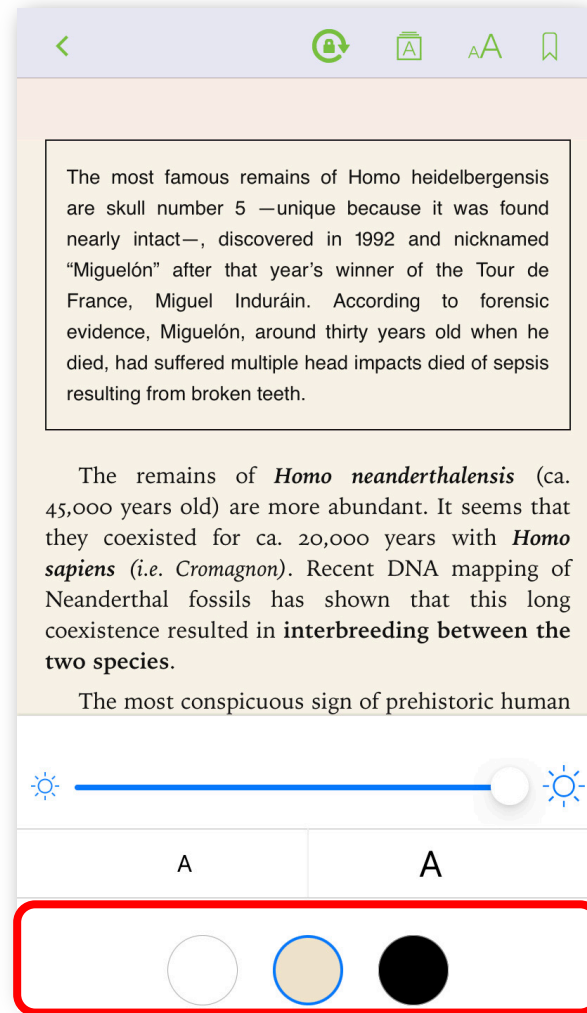 A AA
The most famous remains of Homo heidelbergensis
are skull number 5 —unique because it was found
nearly intact—, discovered in 1992 and nicknamed
“Miguelón” after that year’s winner of the Tour de
France, Miguel Induráin. According to forensic
evidence, Miguelón, around thirty years old when he
died, had suffered multiple head impacts died of sepsis
resulting from broken teeth.
The remains of Homo neanderthalensis (ca.
45,000 years old) are more abundant. It seems that
they coexisted for ca. 20,000 years with Homo
sapiens (i.e. Cromagnon). Recent DNA mapping of
Neanderthal fossils has shown that this long
coexistence resulted in interbreeding between the
two species.
The most conspicuous sign of prehistoric human
A A